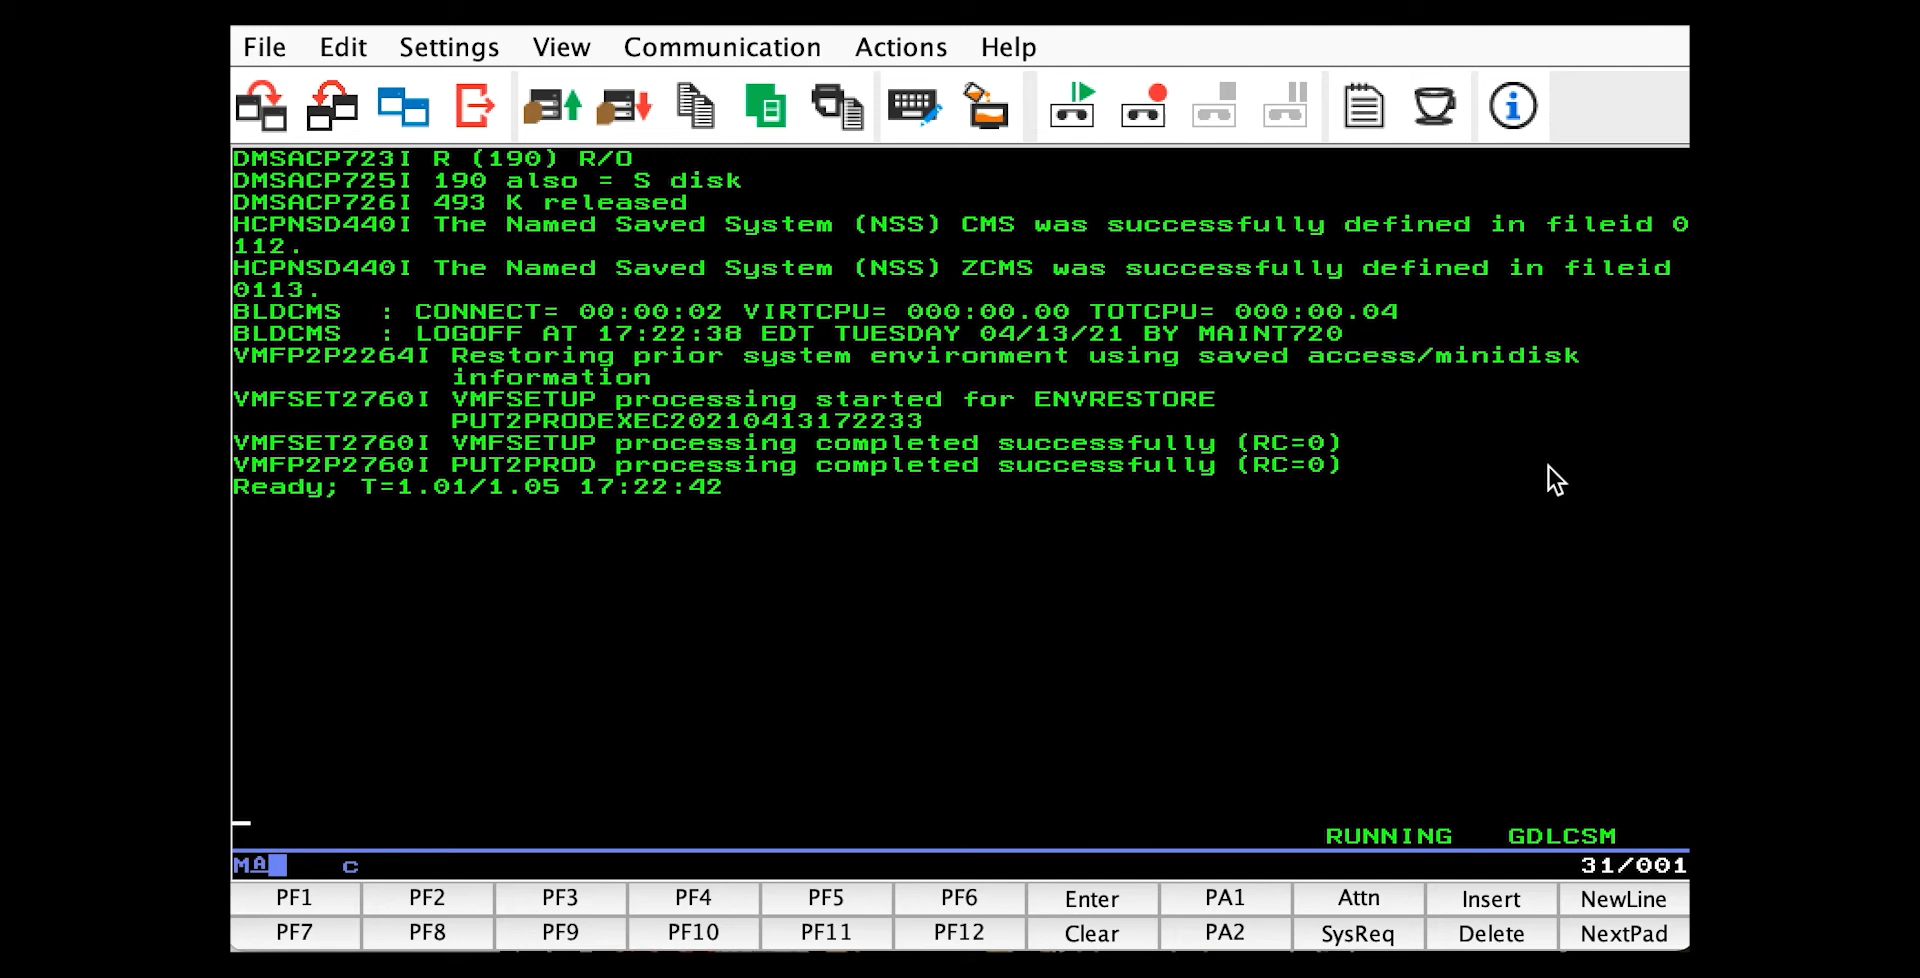 File Edit Settings View Communication Actions Help
DMSACP723I R (190) R/O
DMSACP725I 190 also = S disk
DMSACP726I 493 K released
HCPNSD440I The Named Saved System (NSS) CMS was successfully defined in fileid 0
112.
HCPNSD440I The Named Saved System (NSS) ZCMS was successfully defined in fileid
0113.
BLDCMS  : CONNECT= 00:00:02 VIRTCPU= 000:00.00 TOTCPU= 000:00.04
BLDCMS  : LOGOFF AT 17:22:38 EDT TUESDAY 04/13/21 BY MAINT720
VMFP2P2264I Restoring prior system environment using saved access/minidisk
information
VMFSET2760I VMFSETUP processing started for ENVRESTORE
PUT2PRODEXEC20210413172233
VMFSET2760I VMFSETUP processing completed successfully (RC=0)
VMFP2P2760I PUT2PROD processing completed successfully (RC=0)
Ready; T=1.01/1.05 17:22:42
RUNNING GDLCSM
MA c 31/001
PF1 PF2 PF3 PF4 PF5 PF6 Enter PA1 Attn Insert NewLine
PF7 PF8 PF9 PF10 PF11 PF12 Clear PA2 SysReq Delete NextPad